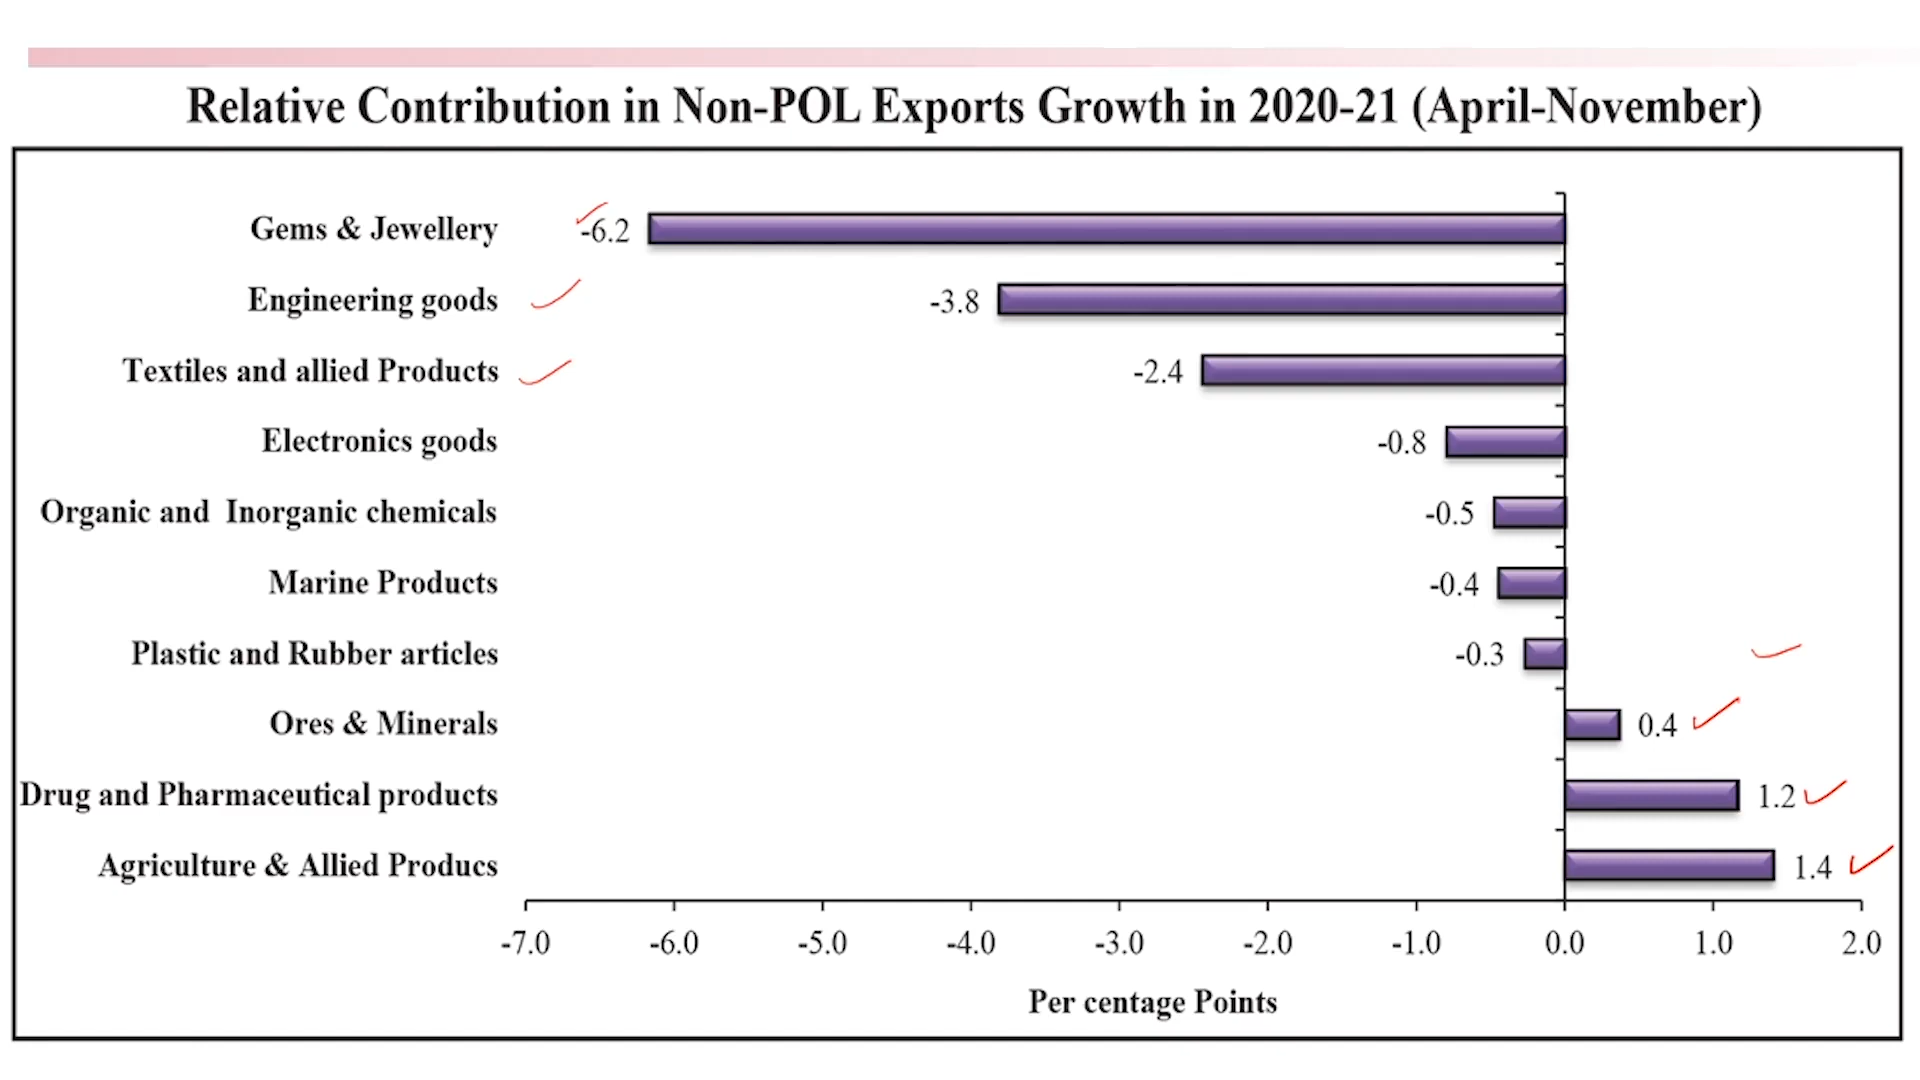 Relative Contribution in Non-POL Exports Growth in 2020-21 (April-November)
Gems & Jewellery -6.2
Engineering goods -3.8
Textiles and allied Products -2.4
Electronics goods -0.8
Organic and Inorganic chemicals -0.5
Marine Products -0.4
Plastic and Rubber articles -0.3
Ores & Minerals 0.4
Drug and Pharmaceutical products 1.2
Agriculture & Allied Producs 1.4
-7.0 -6.0 -5.0 -4.0 -3.0 -2.0 -1.0 0.0 1.0 2.0
Per centage Points